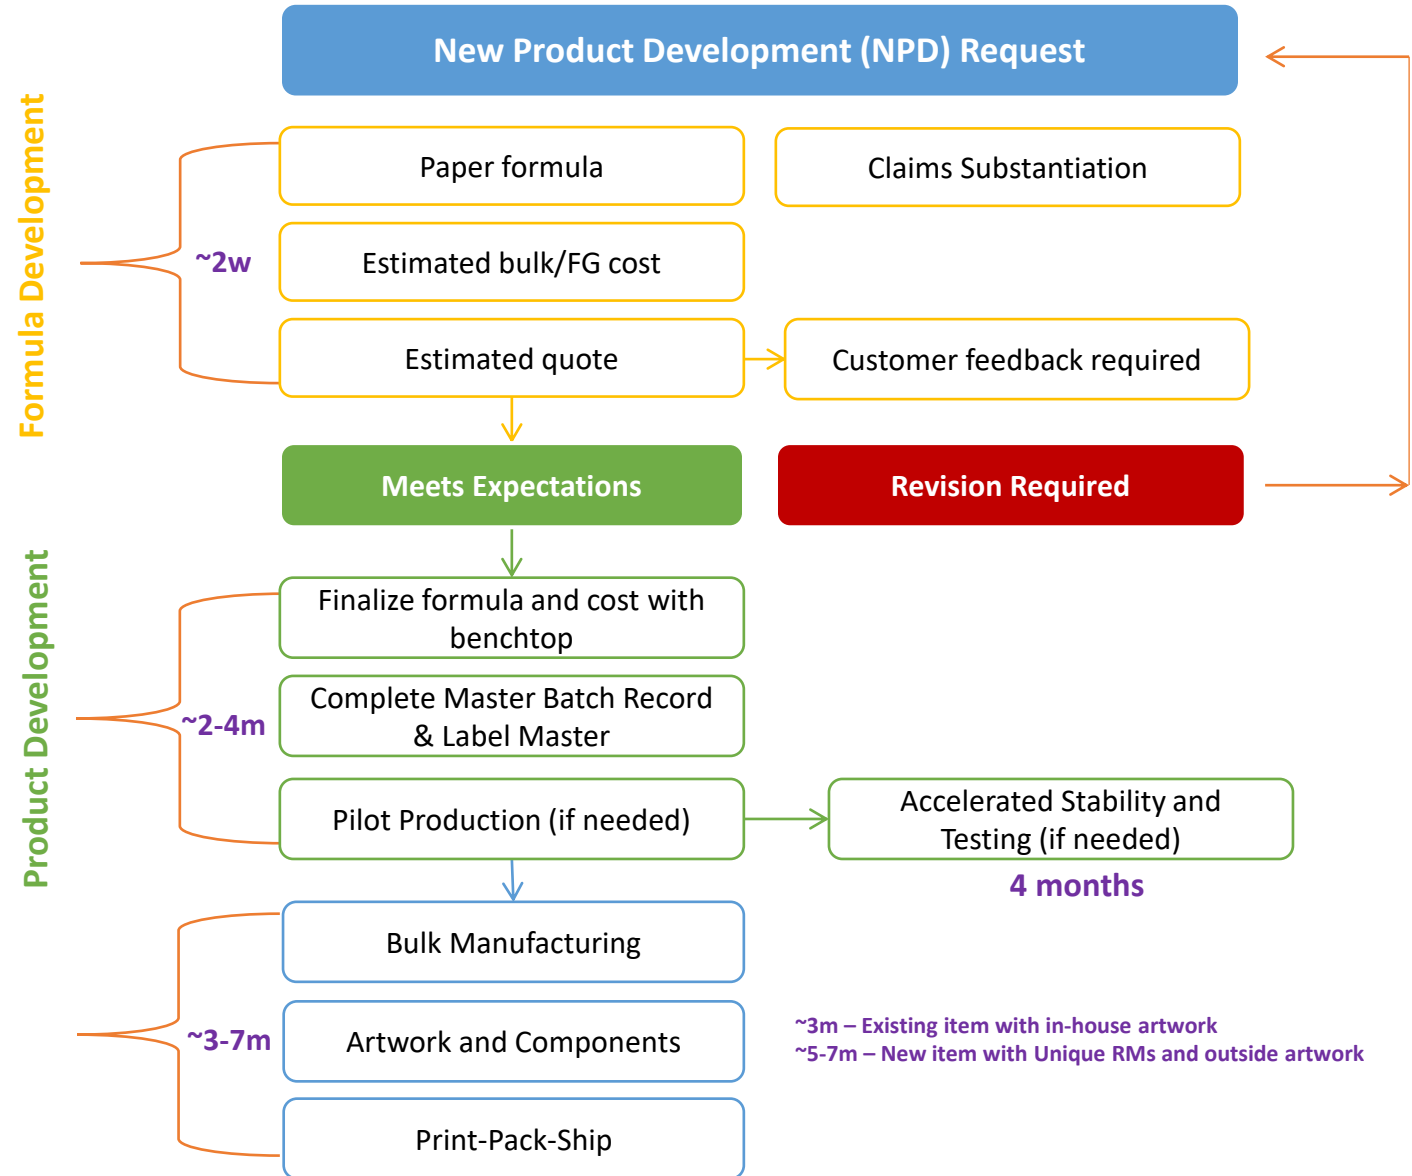 New Product Development (NPD) Request
Formula Development
Paper formula
Claims Substantiation
~2w
Estimated bulk/FG cost
Estimated quote
Customer feedback required
Meets Expectations
Revision Required
Product Development
Finalize formula and cost with
benchtop
~2-4m
Complete Master Batch Record
& Label Master
Pilot Production (if needed)
Accelerated Stability and
Testing (if needed)
4 months
Bulk Manufacturing
~3-7m
Artwork and Components
~3m – Existing item with in-house artwork
~5-7m – New item with Unique RMs and outside artwork
Print-Pack-Ship